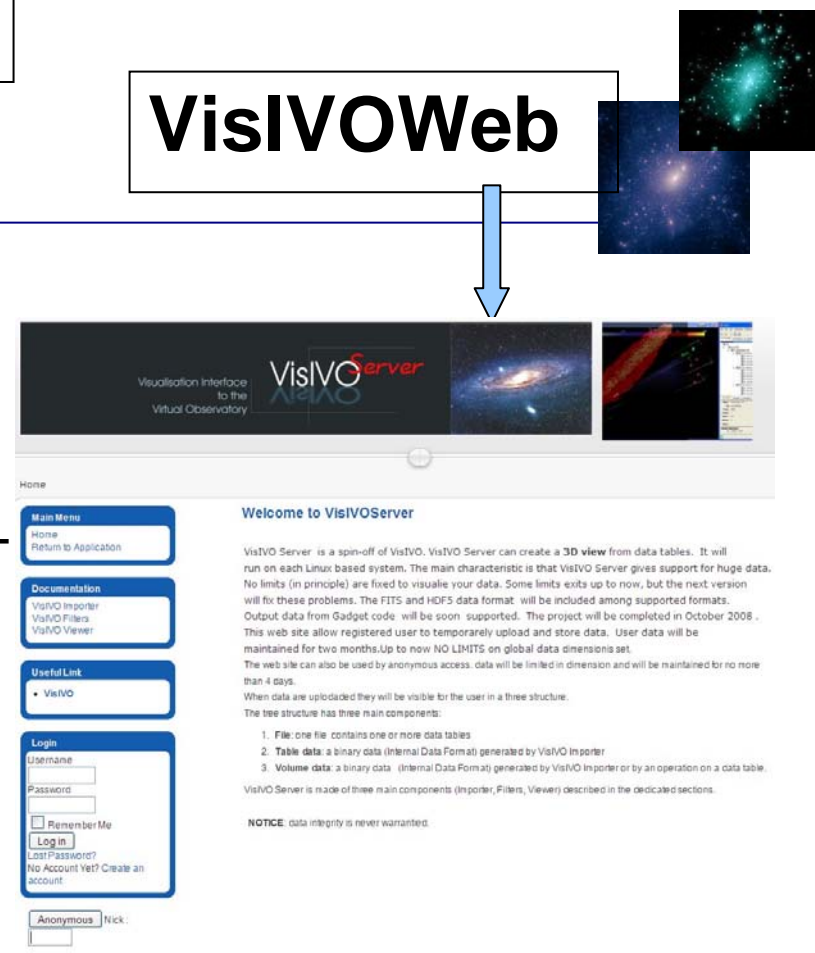 VisIVOWeb
Visualisation Interface
to the
Virtual Observatory
VisIVO Server
Home
Main Menu
Home
Return to Application
Documentation
VisIVO Importer
VisIVO Filters
VisIVO Viewer
Useful Link
• VisIVO
Login
Username
Password
Remember Me
Log in
Lost Password?
No Account Yet? Create an
account
Anonymous Nick :
Welcome to VisIVOServer
VisIVO Server is a spin-off of VisIVO. VisIVO Server can create a 3D view from data tables. It will
run on each Linux based system. The main characteristic is that VisIVO Server gives support for huge data.
No limits (in principle) are fixed to visualie your data. Some limits exits up to now, but the next version
will fix these problems. The FITS and HDF5 data format will be included among supported formats.
Output data from Gadget code will be soon supported. The project will be completed in October 2008 .
This web site allow registered user to temporarely upload and store data. User data will be
maintained for two months.Up to now NO LIMITS on global data dimensionis set.
The web site can also be used by anonymous access. data will be limited in dimension and will be maintained for no more
than 4 days.
When data are uplodaded they will be visible for the user in a three structure.
The tree structure has three main components:
1. File: one file contains one or more data tables
2. Table data: a binary data (Internal Data Format) generated by VisIVO Importer
3. Volume data: a binary data (Internal Data Format) generated by VisIVO Importer or by an operation on a data table.
VisIVO Server is made of three main components (Importer, Filters, Viewer) described in the dedicated sections.
NOTICE: data integrity is never warrantied.